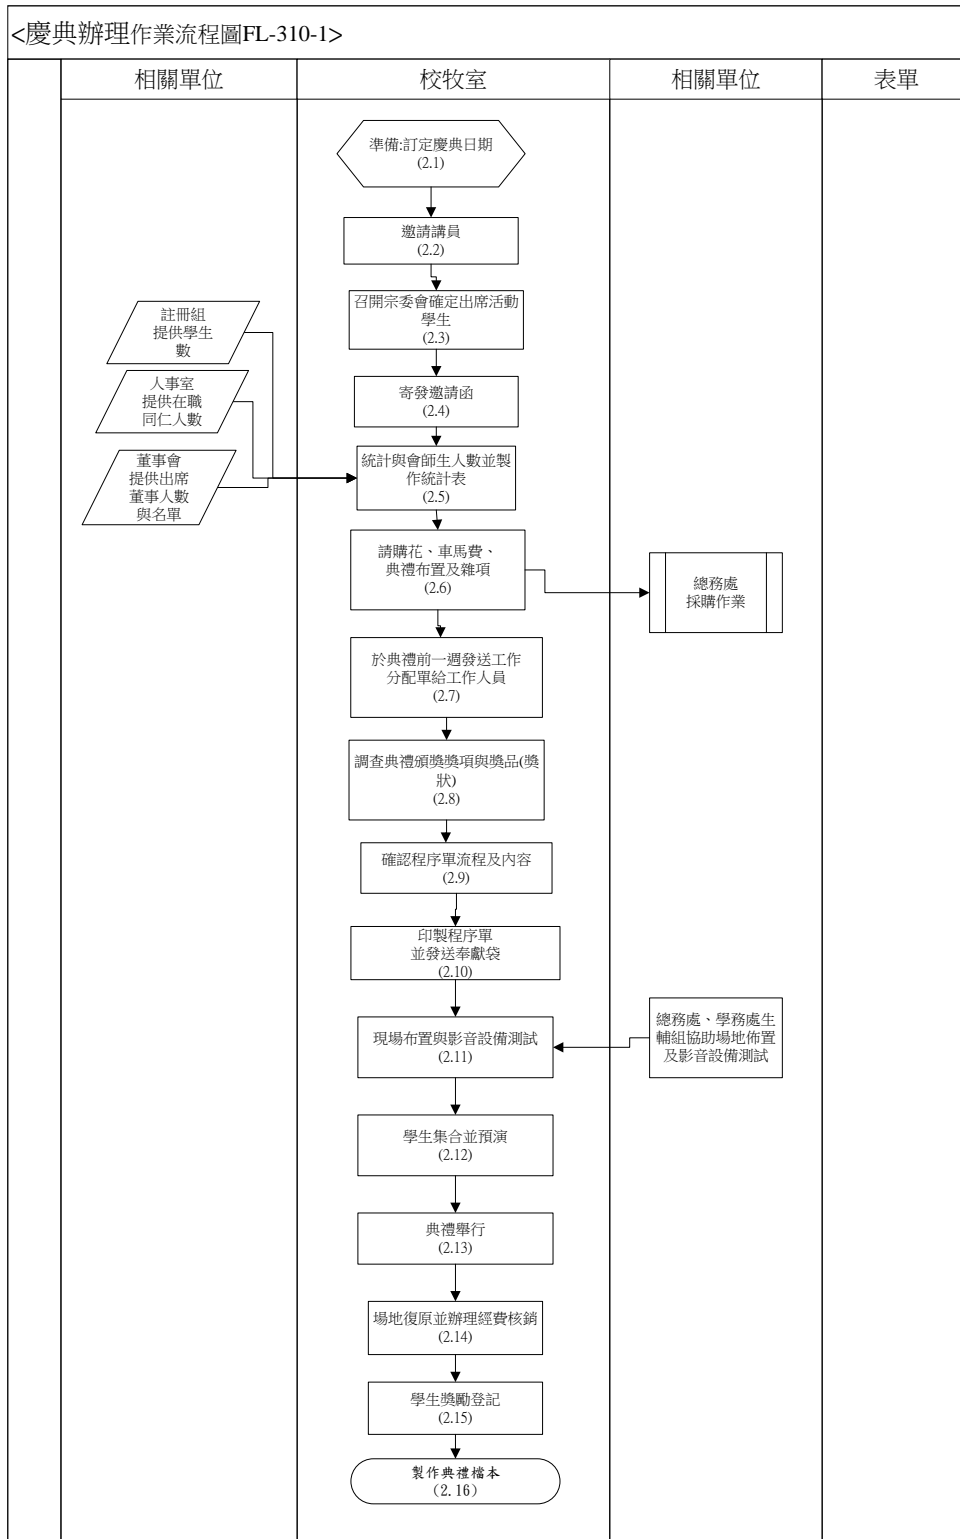 <慶典辦理作業流程圖FL-310-1>
相關單位
校牧室
相關單位
表單
準備:訂定慶典日期
(2.1)
邀請講員
(2.2)
召開宗委會確定出席活動
學生
(2.3)
註冊組
提供學生
數
寄發邀請函
(2.4)
人事室
提供在職
同仁人數
統計與會師生人數並製
作統計表
(2.5)
董事會
提供出席
董事人數
與名單
請購花、車馬費、
典禮布置及雜項
(2.6)
總務處
採購作業
於典禮前一週發送工作
分配單給工作人員
(2.7)
調查典禮頒獎獎項與獎品(獎
狀)
(2.8)
確認程序單流程及內容
(2.9)
印製程序單
並發送奉獻袋
(2.10)
現場布置與影音設備測試
(2.11)
總務處、學務處生
輔組協助場地佈置
及影音設備測試
學生集合並預演
(2.12)
典禮舉行
(2.13)
場地復原並辦理經費核銷
(2.14)
學生獎勵登記
(2.15)
製作典禮檔本
(2.16)